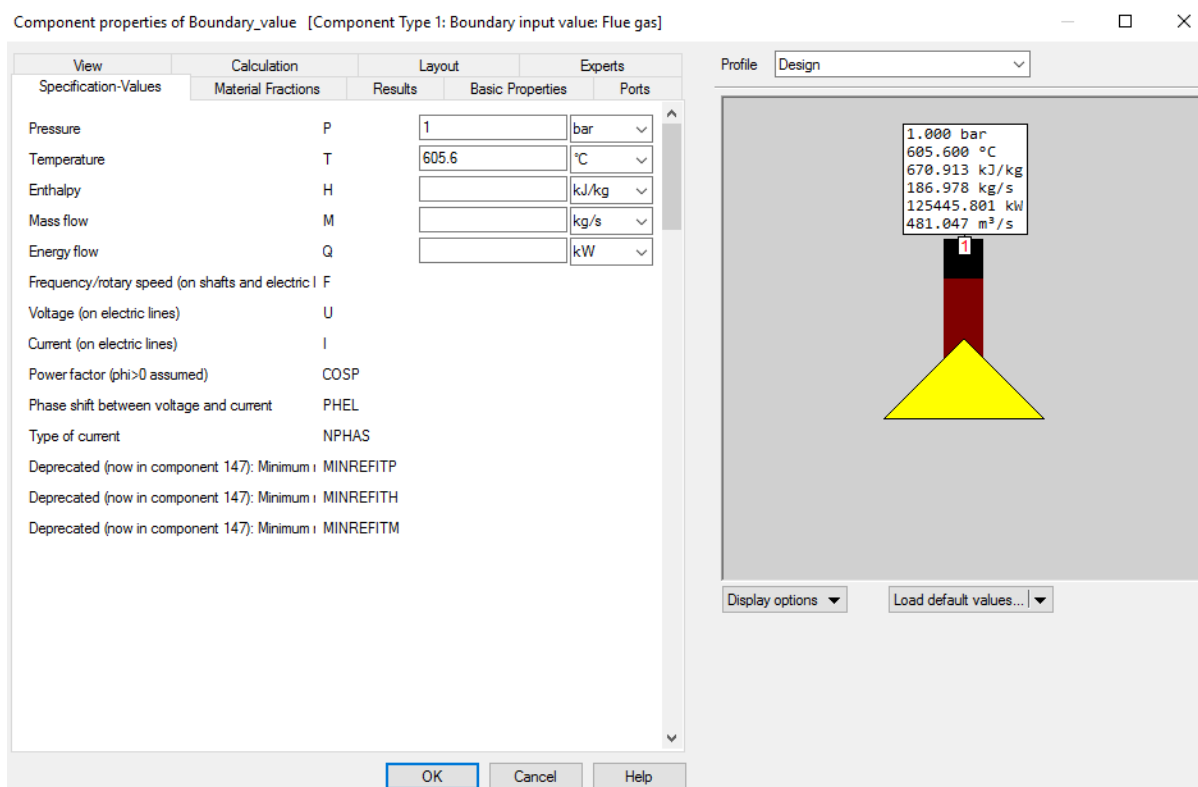 Component properties of Boundary_value [Component Type 1: Boundary input value: Flue gas]
View Calculation Layout Experts
Specification-Values Material Fractions Results Basic Properties Ports
Profile Design
Pressure P 1 bar
Temperature T 605.6 °C
Enthalpy H kJ/kg
Mass flow M kg/s
Energy flow Q kW
Frequency/rotary speed (on shafts and electric l F
Voltage (on electric lines) U
Current (on electric lines) I
Power factor (phi>0 assumed) COSP
Phase shift between voltage and current PHEL
Type of current NPHAS
Deprecated (now in component 147): Minimum ı MINREFITP
Deprecated (now in component 147): Minimum ı MINREFITH
Deprecated (now in component 147): Minimum ı MINREFITM
1.000 bar
605.600 °C
670.913 kJ/kg
186.978 kg/s
125445.801 kW
481.047 m³/s
1
Display options Load default values...
OK Cancel Help